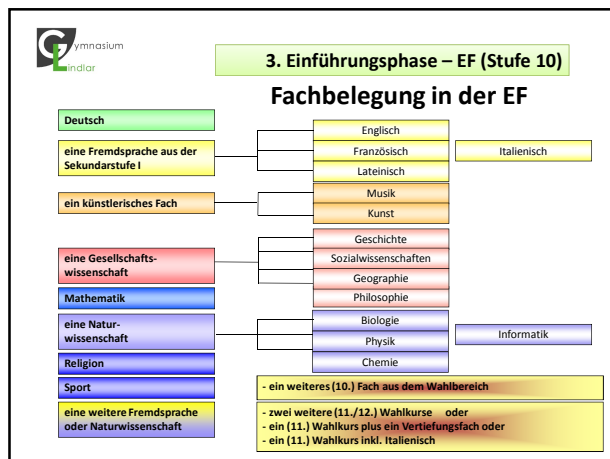 Gymnasium
Lindlar
3. Einführungsphase – EF (Stufe 10)
Fachbelegung in der EF
Deutsch
eine Fremdsprache aus der
Sekundarstufe I
Englisch
Französisch
Lateinisch
Italienisch
ein künstlerisches Fach
Musik
Kunst
eine Gesellschafts-
wissenschaft
Geschichte
Sozialwissenschaften
Geographie
Philosophie
Mathematik
eine Natur-
wissenschaft
Biologie
Physik
Chemie
Informatik
Religion
Sport
- ein weiteres (10.) Fach aus dem Wahlbereich
eine weitere Fremdsprache
oder Naturwissenschaft
- zwei weitere (11./12.) Wahlkurse oder
- ein (11.) Wahlkurs plus ein Vertiefungsfach oder
- ein (11.) Wahlkurs inkl. Italienisch